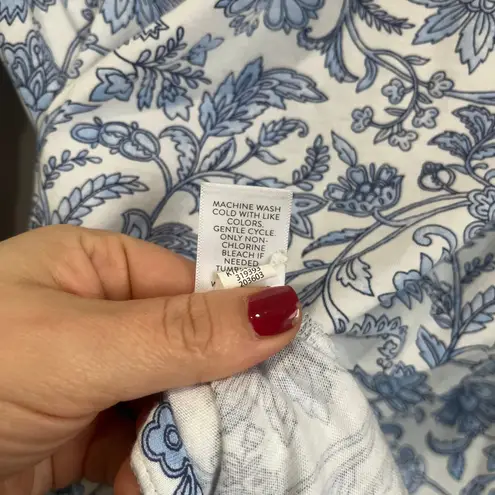 MACHINE WASH
COLD WITH LIKE
COLORS,
GENTLE CYCLE.
ONLY NON-
CHLORINE
BLEACH IF
NEEDED.
319393
203603